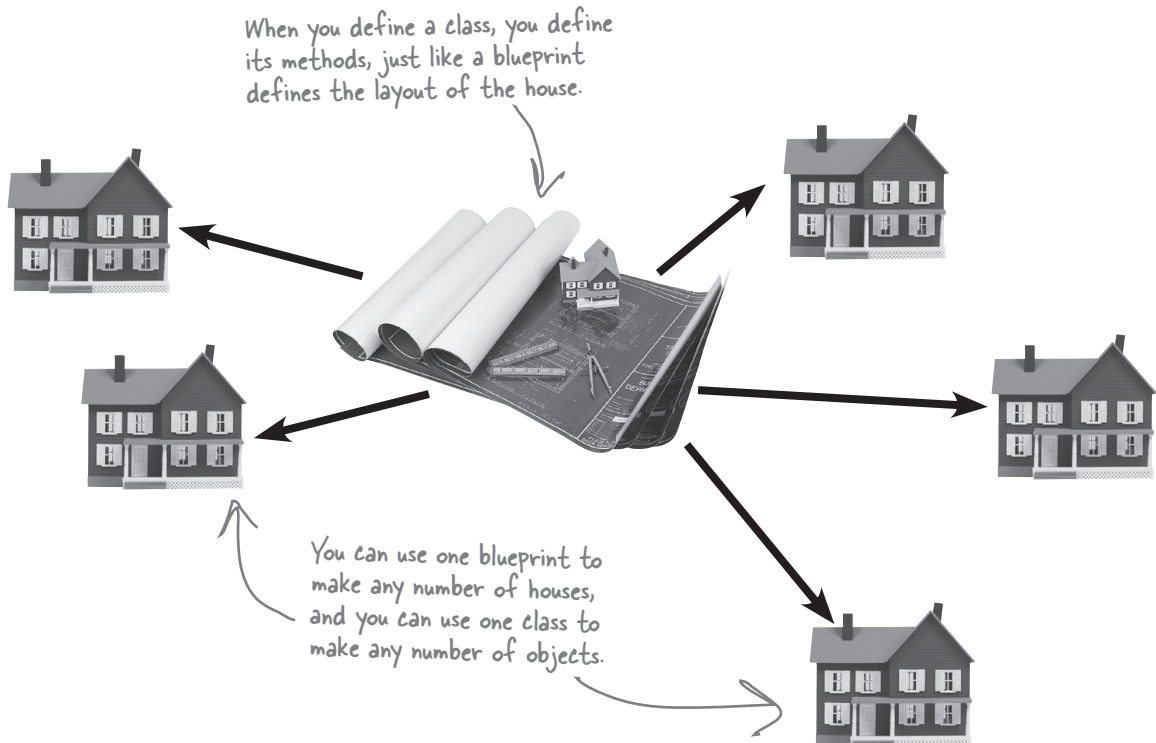 When you define a class, you define
its methods, just like a blueprint
defines the layout of the house.
You can use one blueprint to
make any number of houses,
and you can use one class to
make any number of objects.